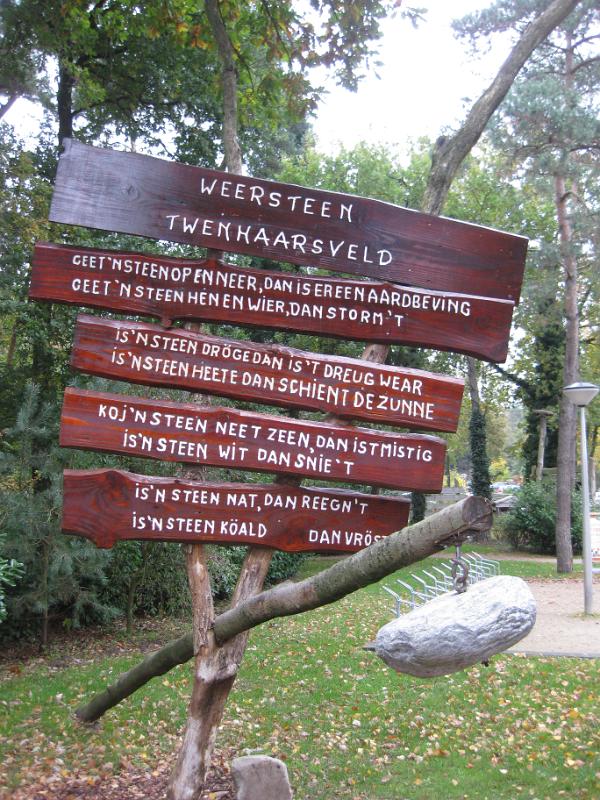 WEERSTEEN
TWENHAARSVELD
GEET 'N STEEN OP EN NEER, DAN IS ER EEN AARDBEVING
GEET 'N STEEN HEN EN WIER, DAN STORM.'T
IS 'N STEEN DRÖGE DAN IS 'T DREUG WEAR
IS 'N STEEN HEETE DAN SCHIENT DE ZUNNE
KOJ 'N STEEN NEET ZEEN, DAN IST MISTIG
IS 'N STEEN WIT DAN SNIE'T
IS 'N STEEN NAT, DAN REEGN'T
IS 'N STEEN KÖALD DAN VRÖST